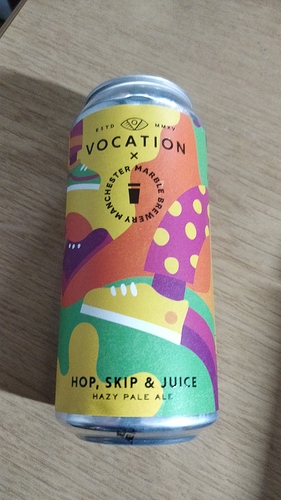 ESTD MMXV
VOCATION
×
MANCHESTER MARBLE BREWERY
HOP, SKIP & JUICE
HAZY PALE ALE